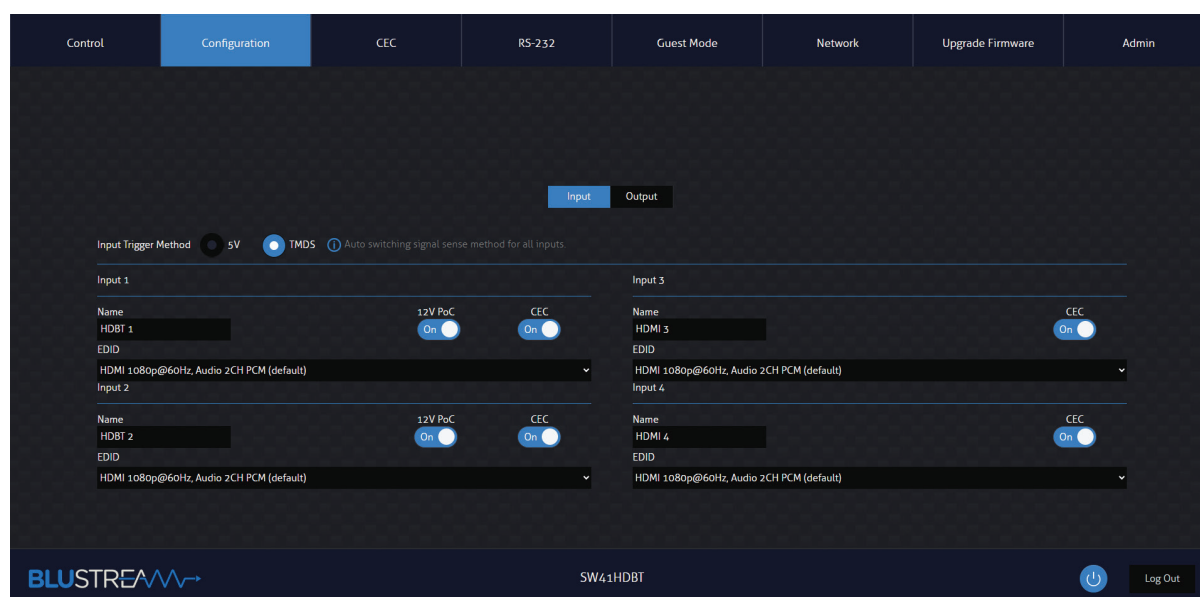 Control Configuration CEC RS-232 Guest Mode Network Upgrade Firmware Admin
Input Output
Input Trigger Method 5V TMDS Auto switching signal sense method for all inputs.
Input 1
Name 12V PoC CEC
HDBT 1 On On
EDID
HDMI 1080p@60Hz, Audio 2CH PCM (default)
Input 2
Name 12V PoC CEC
HDBT 2 On On
EDID
HDMI 1080p@60Hz, Audio 2CH PCM (default)
Input 3
Name CEC
HDMI 3 On
EDID
HDMI 1080p@60Hz, Audio 2CH PCM (default)
Input 4
Name CEC
HDMI 4 On
EDID
HDMI 1080p@60Hz, Audio 2CH PCM (default)
BLUSTREAM SW41HDBT Log Out